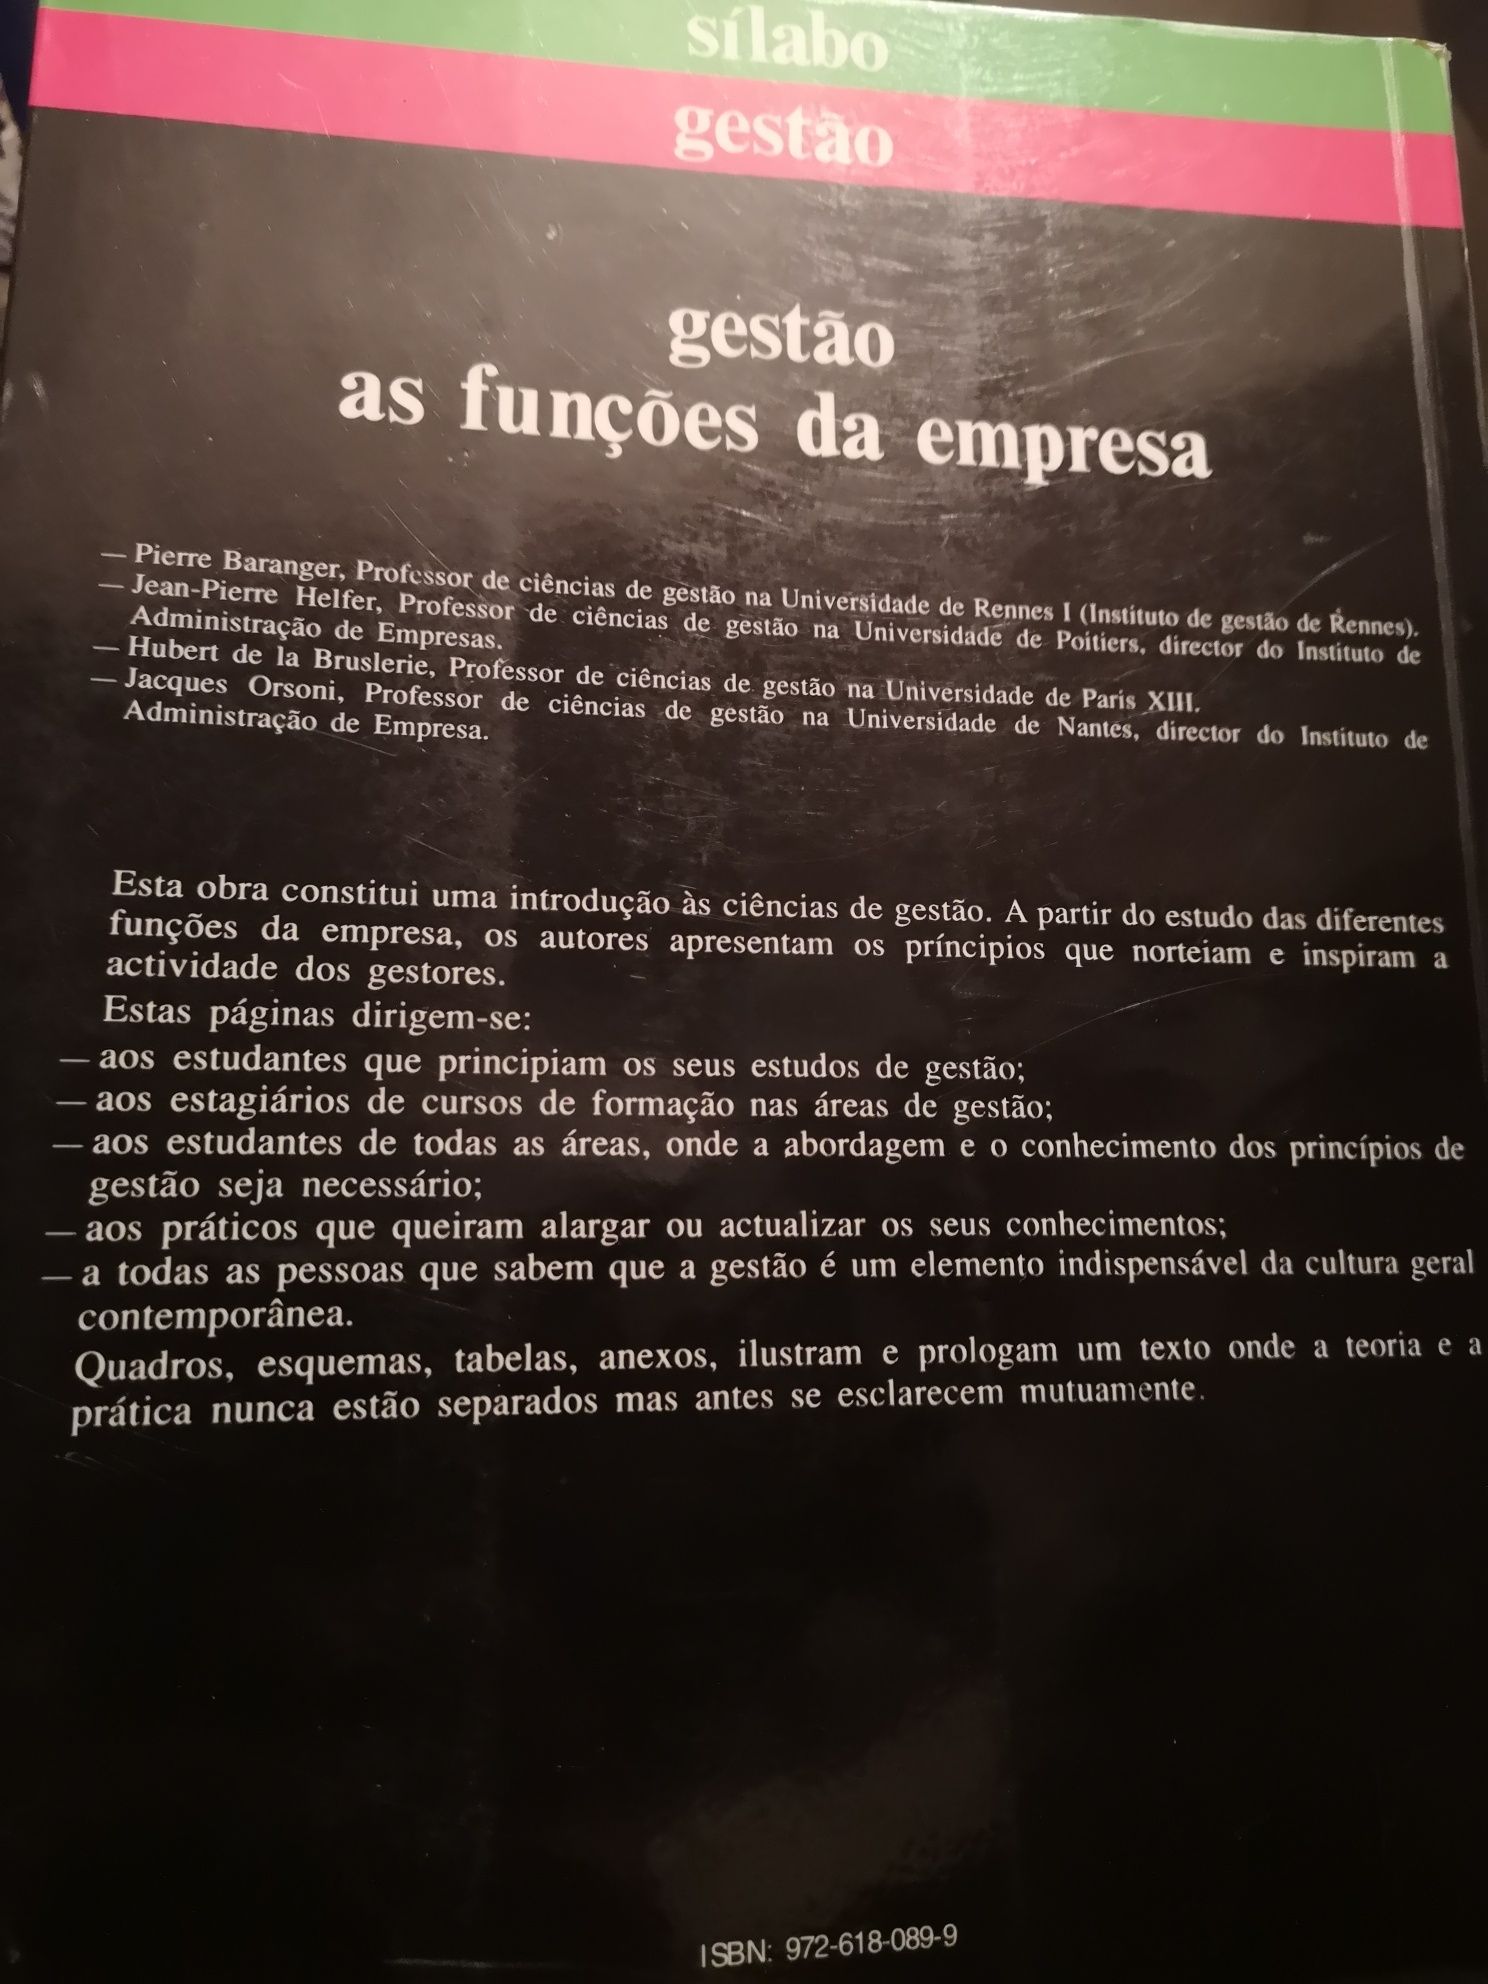 sílabo
gestão
gestão
as funções da empresa
— Pierre Baranger, Professor de ciências de gestão na Universidade de Rennes I (Instituto de gestão de Rennes).
— Jean-Pierre Helfer, Professor de ciências de gestão na Universidade de Poitiers, director do Instituto de
Administração de Empresas.
— Hubert de la Bruslerie, Professor de ciências de gestão na Universidade de Paris XIII.
— Jacques Orsoni, Professor de ciências de gestão na Universidade de Nantes, director do Instituto de
Administração de Empresa.
Esta obra constitui uma introdução às ciências de gestão. A partir do estudo das diferentes
funções da empresa, os autores apresentam os príncipios que norteiam e inspiram a
actividade dos gestores.
Estas páginas dirigem-se:
— aos estudantes que principiam os seus estudos de gestão;
— aos estagiários de cursos de formação nas áreas de gestão;
— aos estudantes de todas as áreas, onde a abordagem e o conhecimento dos princípios de
gestão seja necessário;
— aos práticos que queiram alargar ou actualizar os seus conhecimentos;
— a todas as pessoas que sabem que a gestão é um elemento indispensável da cultura geral
contemporânea.
Quadros, esquemas, tabelas, anexos, ilustram e prologam um texto onde a teoria e a
prática nunca estão separados mas antes se esclarecem mutuamente.
ISBN: 972-618-089-9